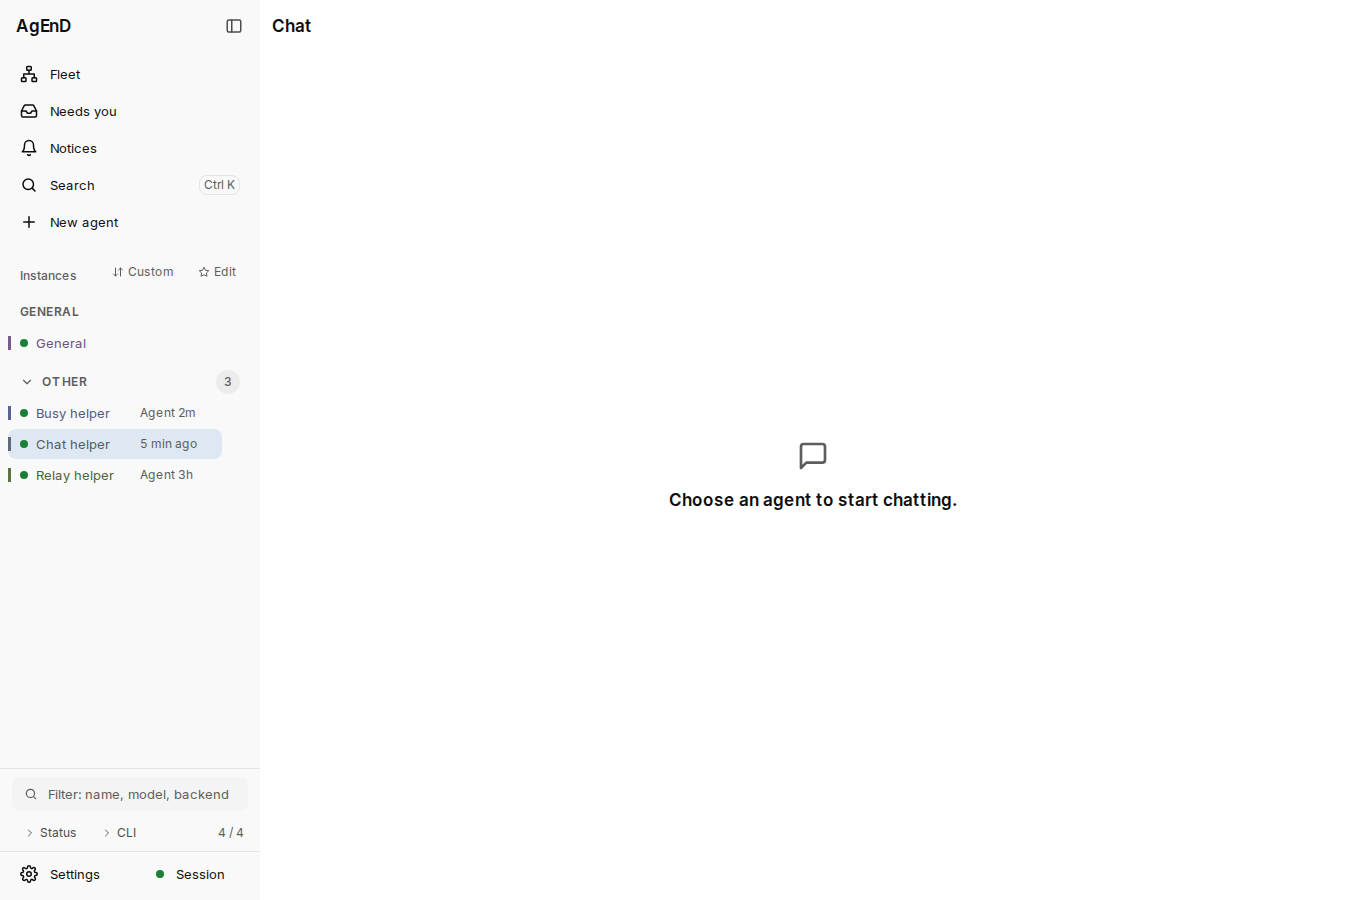 AgEnD
Chat
Fleet
Needs you
Notices
Search Ctrl K
New agent
Instances Custom Edit
GENERAL
General
OTHER 3
Busy helper Agent 2m
Chat helper 5 min ago
Relay helper Agent 3h
Choose an agent to start chatting.
Filter: name, model, backend
Status CLI 4 / 4
Settings Session